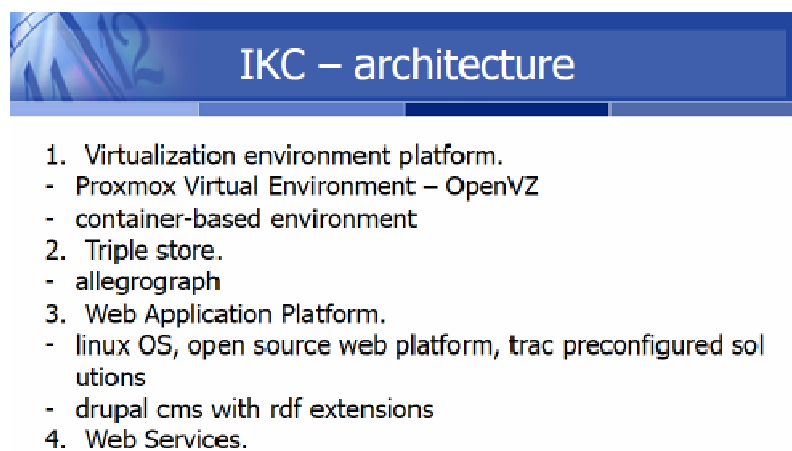 IKC – architecture
1. Virtualization environment platform.
- Proxmox Virtual Environment – OpenVZ
- container-based environment
2. Triple store.
- allegrograph
3. Web Application Platform.
- linux OS, open source web platform, trac preconfigured sol
utions
- drupal cms with rdf extensions
4. Web Services.